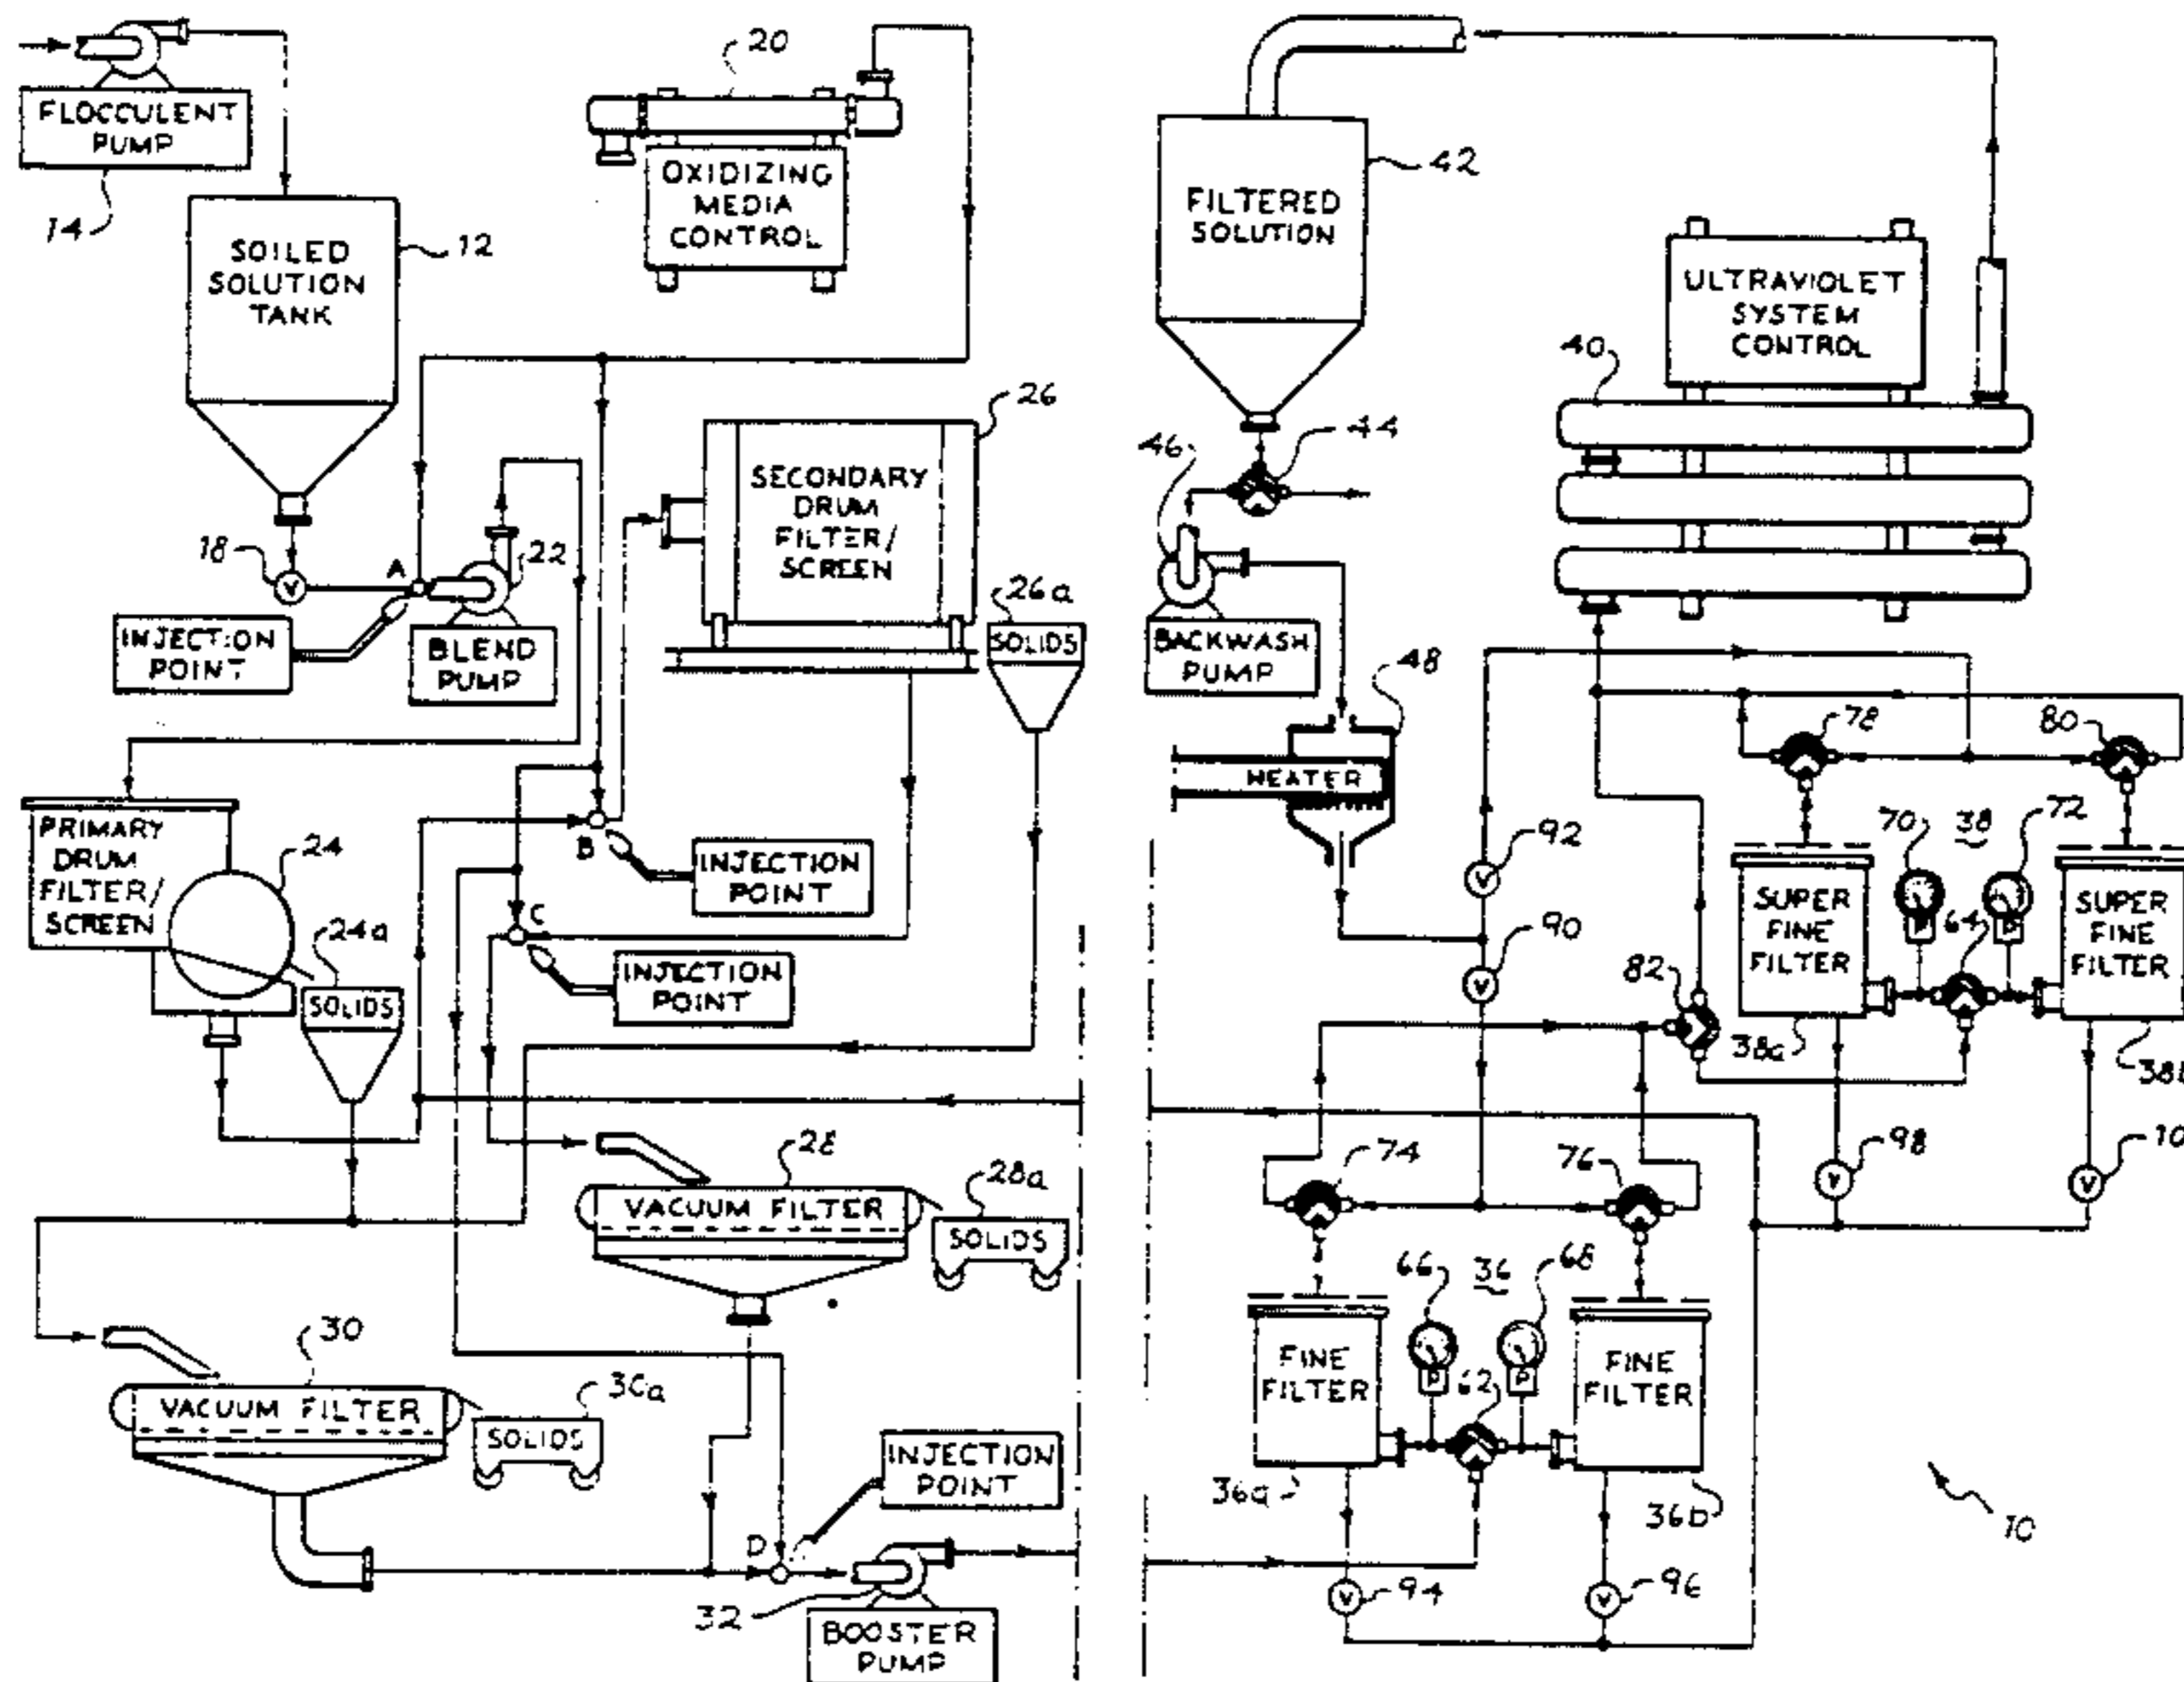 FLOCCULENT
PUMP
14
SOILED
SOLUTION
TANK
12
20
OXIDIZING
MEDIA
CONTROL
18
V
A
22
INJECTION
POINT
BLEND
PUMP
26
SECONDARY
DRUM
FILTER/
SCREEN
26a
SOLIDS
PRIMARY
DRUM
FILTER/
SCREEN
24
24a
SOLIDS
B
INJECTION
POINT
C
INJECTION
POINT
28
VACUUM FILTER
28a
SOLIDS
30
VACUUM FILTER
30a
SOLIDS
INJECTION
POINT
D
32
BOOSTER
PUMP
FILTERED
SOLUTION
42
44
46
BACKWASH
PUMP
48
HEATER
ULTRAVIOLET
SYSTEM
CONTROL
40
78
80
92
V
90
V
70
38
72
SUPER
FINE
FILTER
P
64
P
SUPER
FINE
FILTER
82
38a
38b
74
76
98
V
10
V
66
36
68
FINE
FILTER
P
62
P
FINE
FILTER
36a
36b
10
V
94
V
96